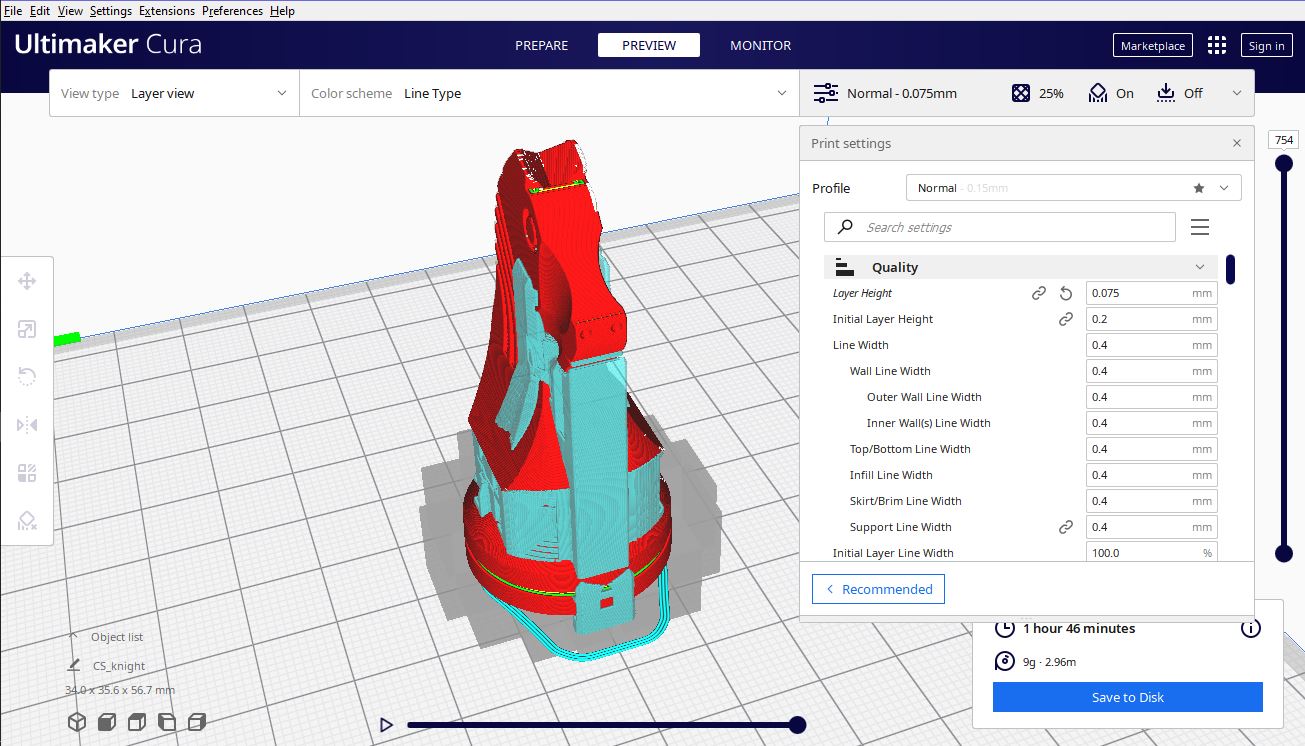 File Edit View Settings Extensions Preferences Help
Ultimaker Cura
PREPARE PREVIEW MONITOR
Marketplace Sign in
View type Layer view
Color scheme Line Type
Normal - 0.075mm 25% On Off
Print settings
754
Profile Normal - 0.15mm
Search settings
Quality
Layer Height 0.075 mm
Initial Layer Height 0.2 mm
Line Width 0.4 mm
Wall Line Width 0.4 mm
Outer Wall Line Width 0.4 mm
Inner Wall(s) Line Width 0.4 mm
Top/Bottom Line Width 0.4 mm
Infill Line Width 0.4 mm
Skirt/Brim Line Width 0.4 mm
Support Line Width 0.4 mm
Initial Layer Line Width 100.0 %
Recommended
1 hour 46 minutes
9g · 2.96m
Save to Disk
Object list
CS_knight
34.0 x 35.6 x 56.7 mm